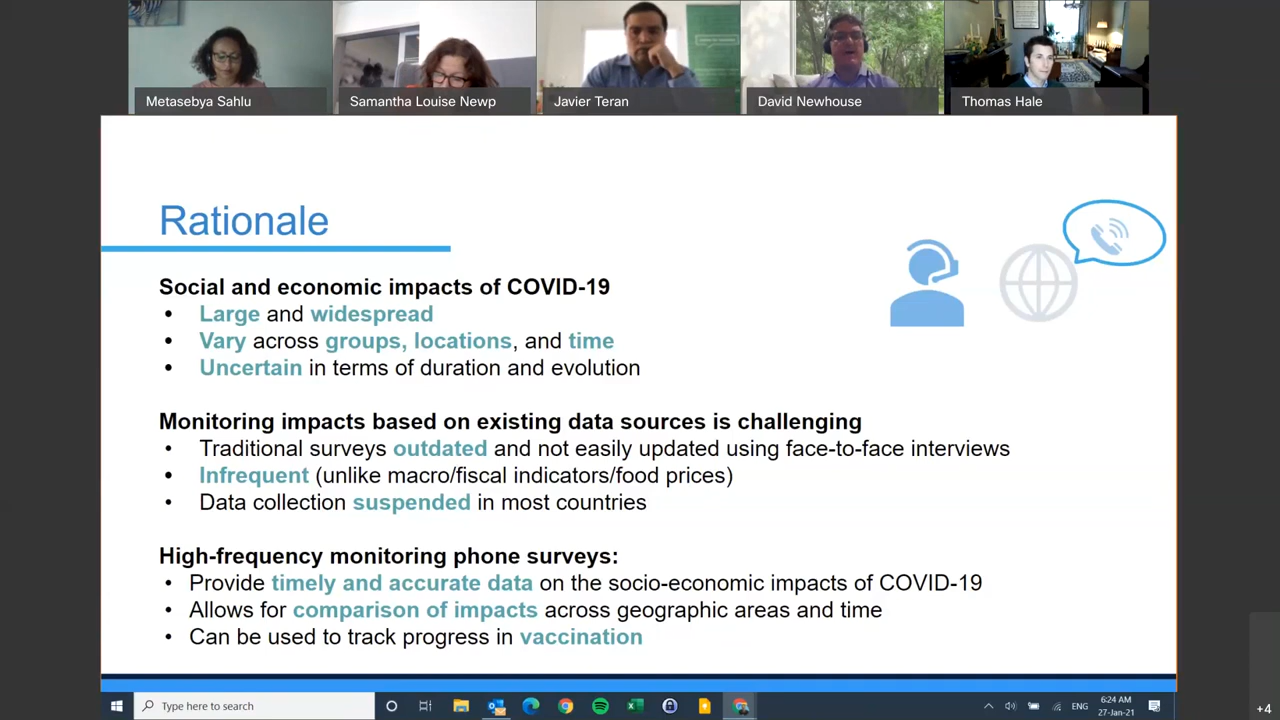 Metasebya Sahlu
Samantha Louise Newp
Javier Teran
David Newhouse
Thomas Hale
Rationale
Social and economic impacts of COVID-19
• Large and widespread
• Vary across groups, locations, and time
• Uncertain in terms of duration and evolution
Monitoring impacts based on existing data sources is challenging
• Traditional surveys outdated and not easily updated using face-to-face interviews
• Infrequent (unlike macro/fiscal indicators/food prices)
• Data collection suspended in most countries
High-frequency monitoring phone surveys:
• Provide timely and accurate data on the socio-economic impacts of COVID-19
• Allows for comparison of impacts across geographic areas and time
• Can be used to track progress in vaccination
Type here to search
ENG
6:24 AM
27-Jan-21
+4